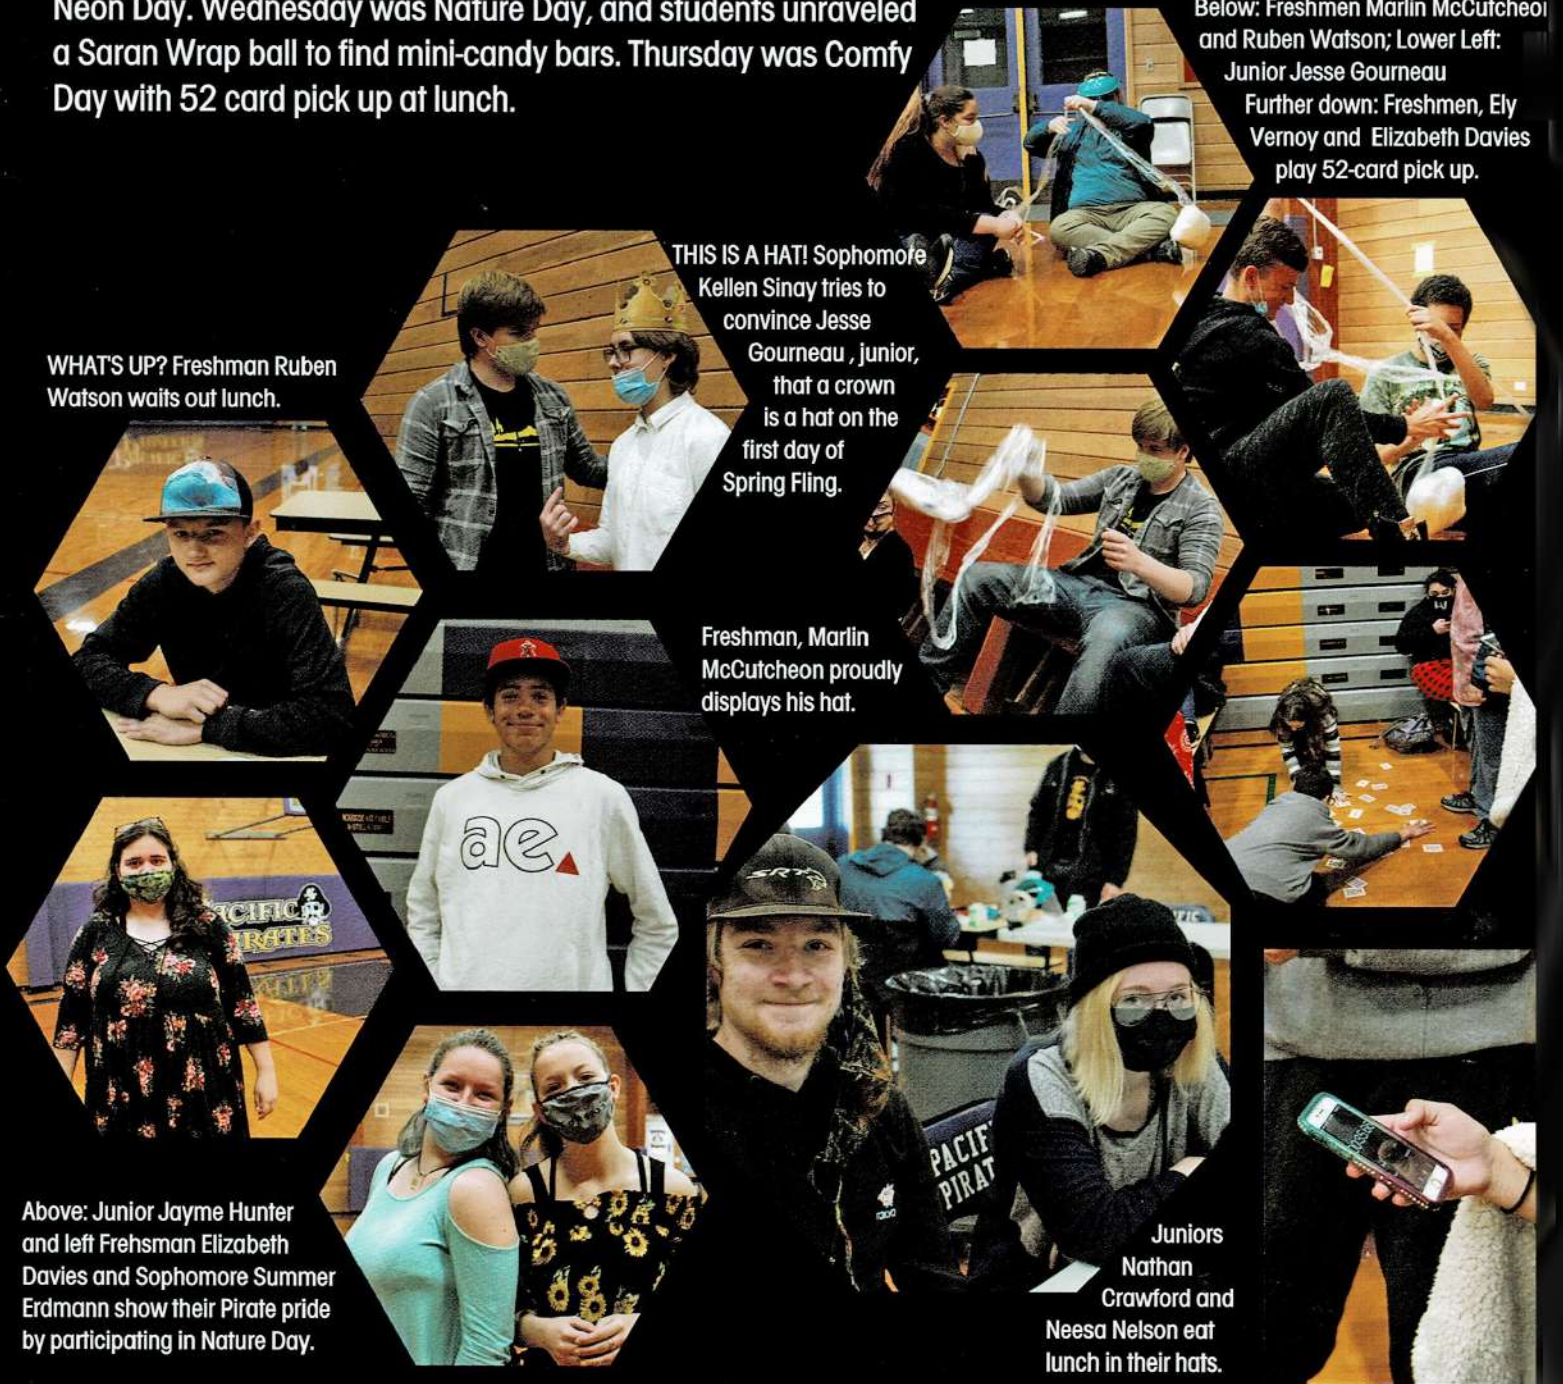 Neon Day. Wednesday was Nature Day, and students unraveled
a Saran Wrap ball to find mini-candy bars. Thursday was Comfy
Day with 52 card pick up at lunch.
Below: Freshmen Marlin McCutcheon
and Ruben Watson; Lower Left:
Junior Jesse Gourneau
Further down: Freshmen, Ely
Vernoy and Elizabeth Davies
play 52-card pick up.
THIS IS A HAT! Sophomore
Kellen Sinay tries to
convince Jesse
Gourneau , junior,
that a crown
is a hat on the
first day of
Spring Fling.
WHAT'S UP? Freshman Ruben
Watson waits out lunch.
Freshman, Marlin
McCutcheon proudly
displays his hat.
ae
SRT
ACIFIC
IRATES
PACIF
PIRAT
Above: Junior Jayme Hunter
and left Frehsman Elizabeth
Davies and Sophomore Summer
Erdmann show their Pirate pride
by participating in Nature Day.
Juniors
Nathan
Crawford and
Neesa Nelson eat
lunch in their hats.